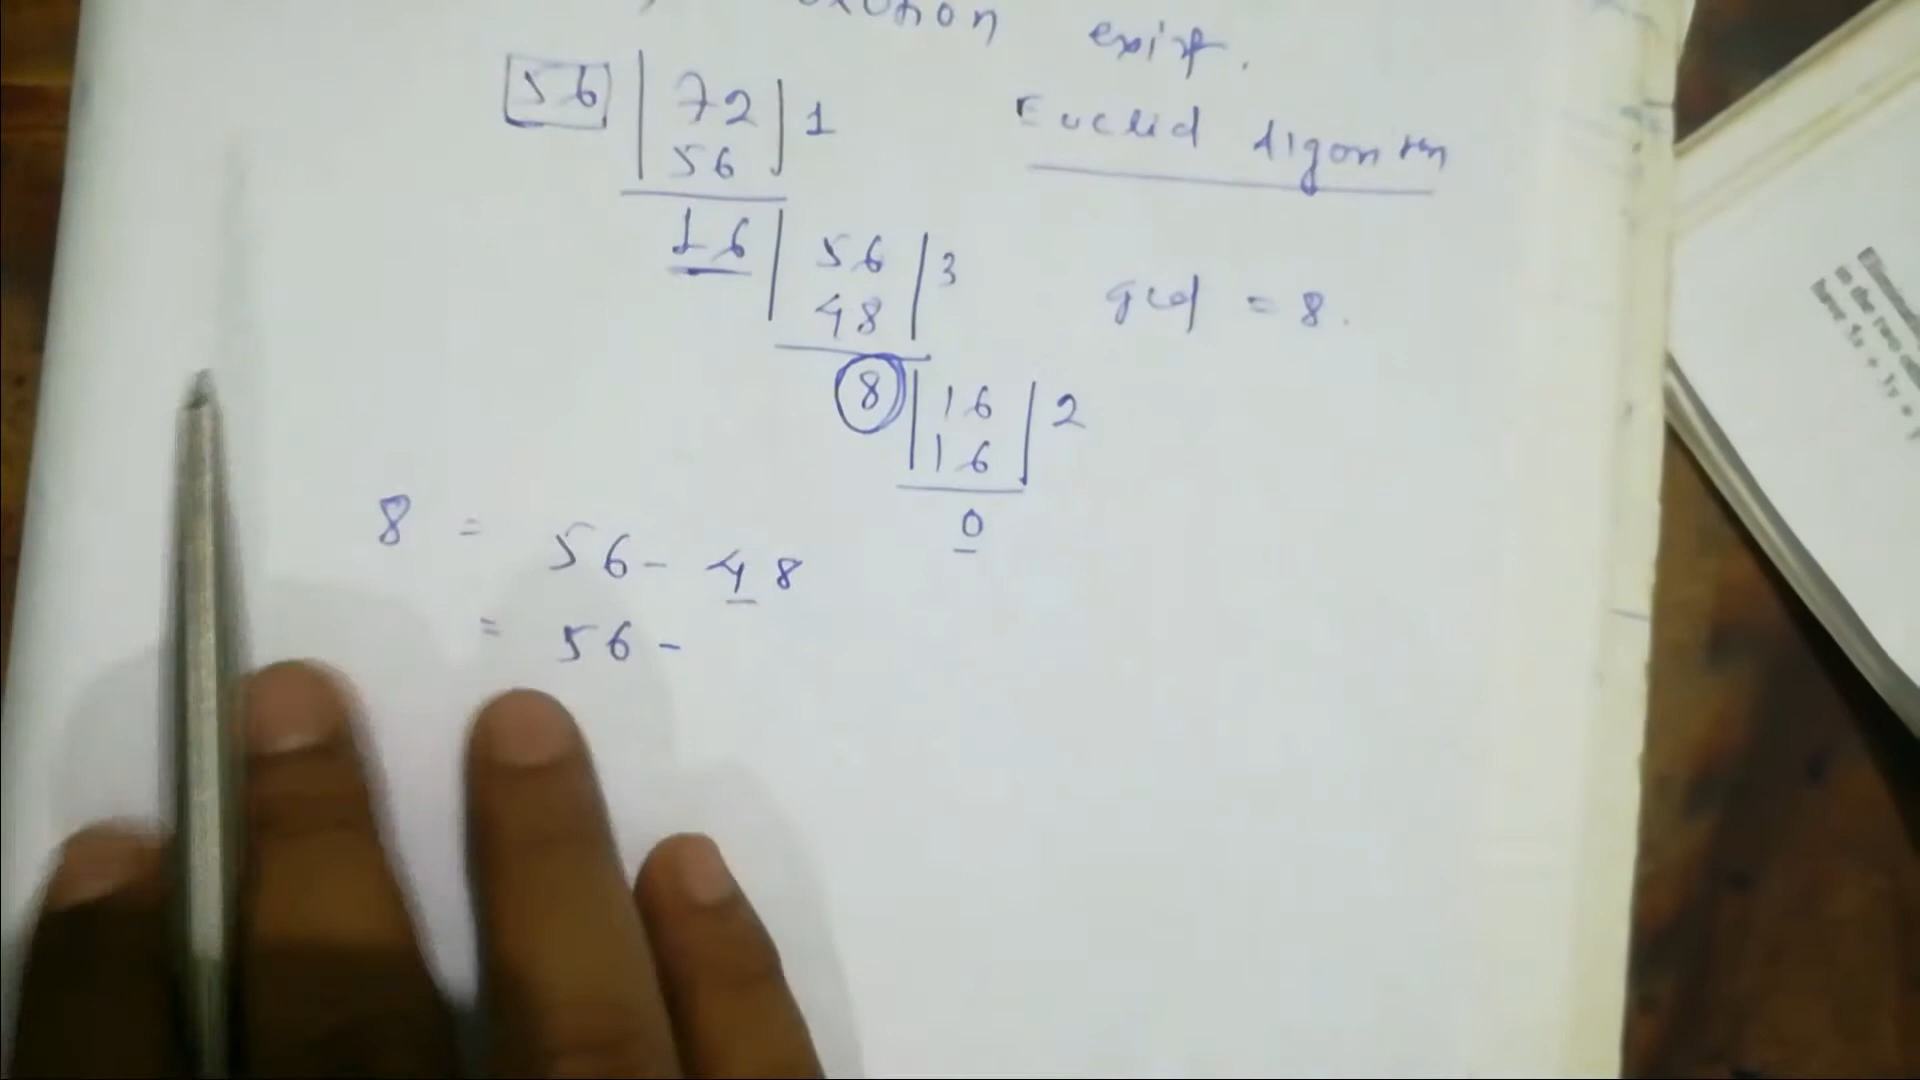 exist.
56 | 72 | 1
56
Euclid Algorithm
16 | 56 | 3
48
gcd = 8.
8 | 16 | 2
16
0
8 = 56 - 48
= 56 -